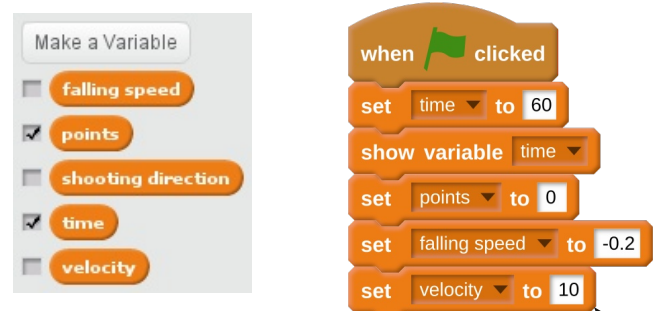 Make a Variable
falling speed
points
shooting direction
time
velocity
when clicked
set time to 60
show variable time
set points to 0
set falling speed to -0.2
set velocity to 10